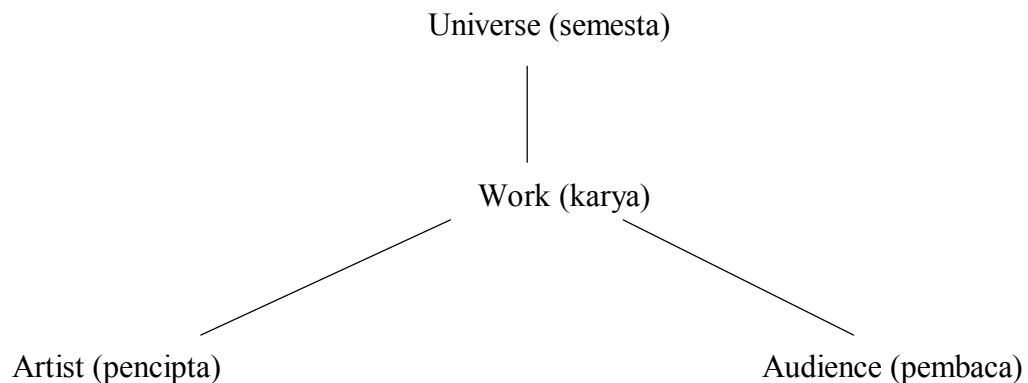 Universe (semesta)
Work (karya)
Artist (pencipta)
Audience (pembaca)